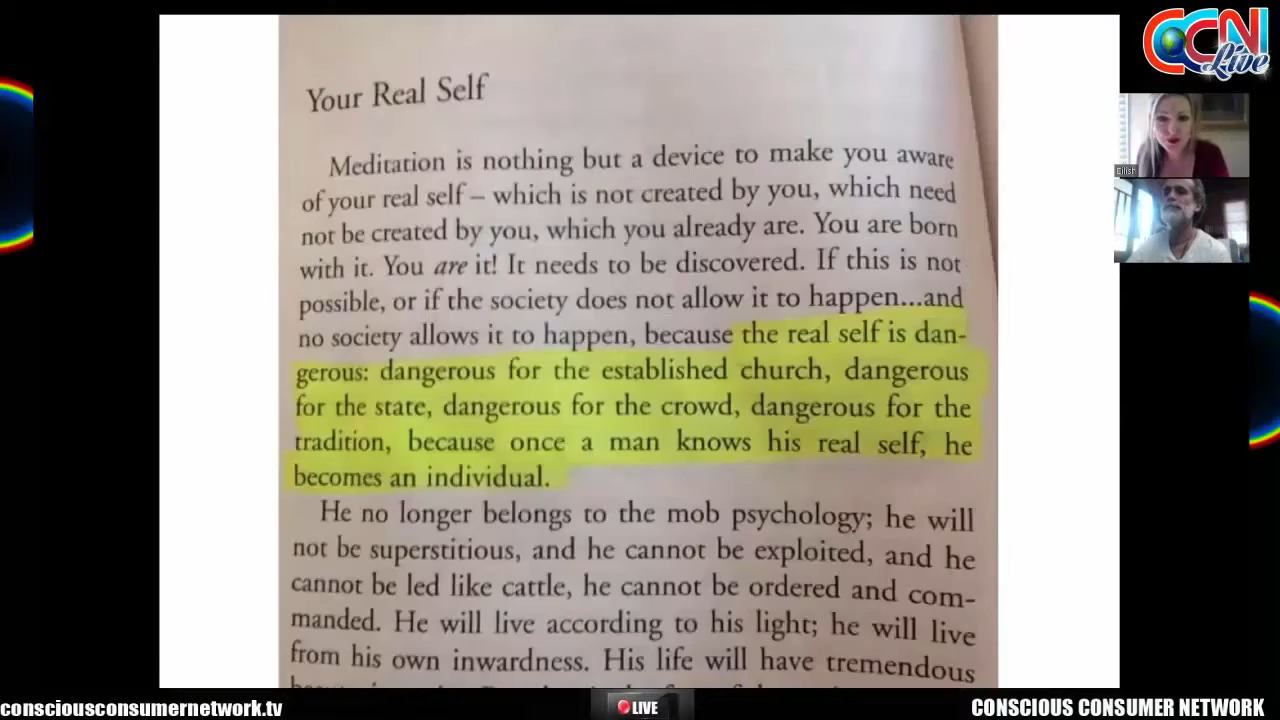 CCN
Live
Your Real Self
Meditation is nothing but a device to make you aware
of your real self – which is not created by you, which need
not be created by you, which you already are. You are born
with it. You are it! It needs to be discovered. If this is not
possible, or if the society does not allow it to happen...and
no society allows it to happen, because the real self is dan-
gerous: dangerous for the established church, dangerous
for the state, dangerous for the crowd, dangerous for the
tradition, because once a man knows his real self, he
becomes an individual.
He no longer belongs to the mob psychology; he will
not be superstitious, and he cannot be exploited, and he
cannot be led like cattle, he cannot be ordered and com-
manded. He will live according to his light; he will live
from his own inwardness. His life will have tremendous
Eilish
consciousconsumernetwork.tv
LIVE
CONSCIOUS CONSUMER NETWORK